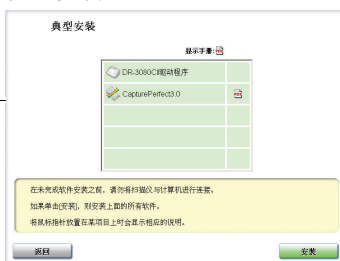 典型安装
显示手册:
DR-3080CII驱动程序
CapturePerfect3.0
在未完成软件安装之前，请勿将扫描仪与计算机进行连接。
如果单击[安装]，则安装上面的所有软件。
将鼠标指针放置在某项目上时会显示相应的说明。
返回
安装